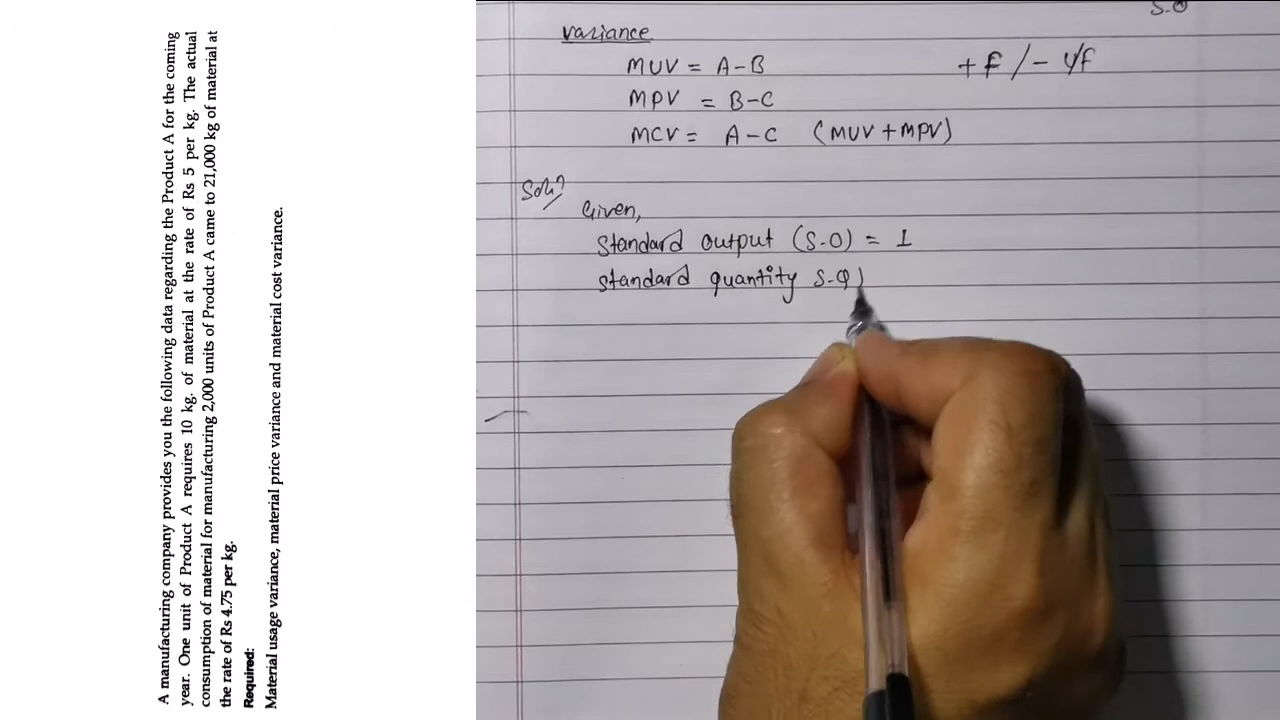 A manufacturing company provides you the following data regarding the Product A for the coming
year. One unit of Product A requires 10 kg. of material at the rate of Rs 5 per kg. The actual
consumption of material for manufacturing 2,000 units of Product A came to 21,000 kg of material at
the rate of Rs 4.75 per kg.
Required:
Material usage variance, material price variance and material cost variance.
S.Q
variance
MUV = A-B +F/- U/F
MPV = B-C
MCV = A-C (MUV+MPV)
Soln
Given,
Standard output (S.O) = 1
standard quantity S.Q)